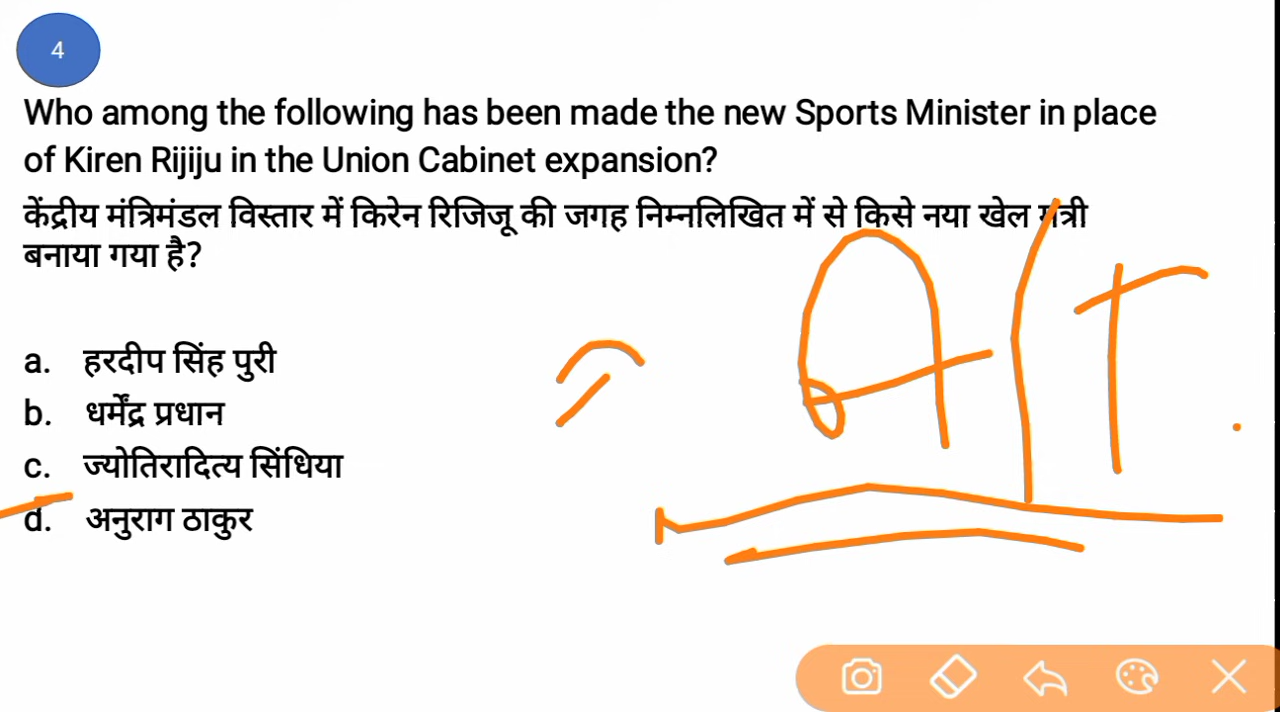 4
Who among the following has been made the new Sports Minister in place
of Kiren Rijiju in the Union Cabinet expansion?
केंद्रीय मंत्रिमंडल विस्तार में किरेन रिजिजू की जगह निम्नलिखित में से किसे नया खेल मंत्री
बनाया गया है?
a. हरदीप सिंह पुरी
b. धर्मेंद्र प्रधान
c. ज्योतिरादित्य सिंधिया
d. अनुराग ठाकुर